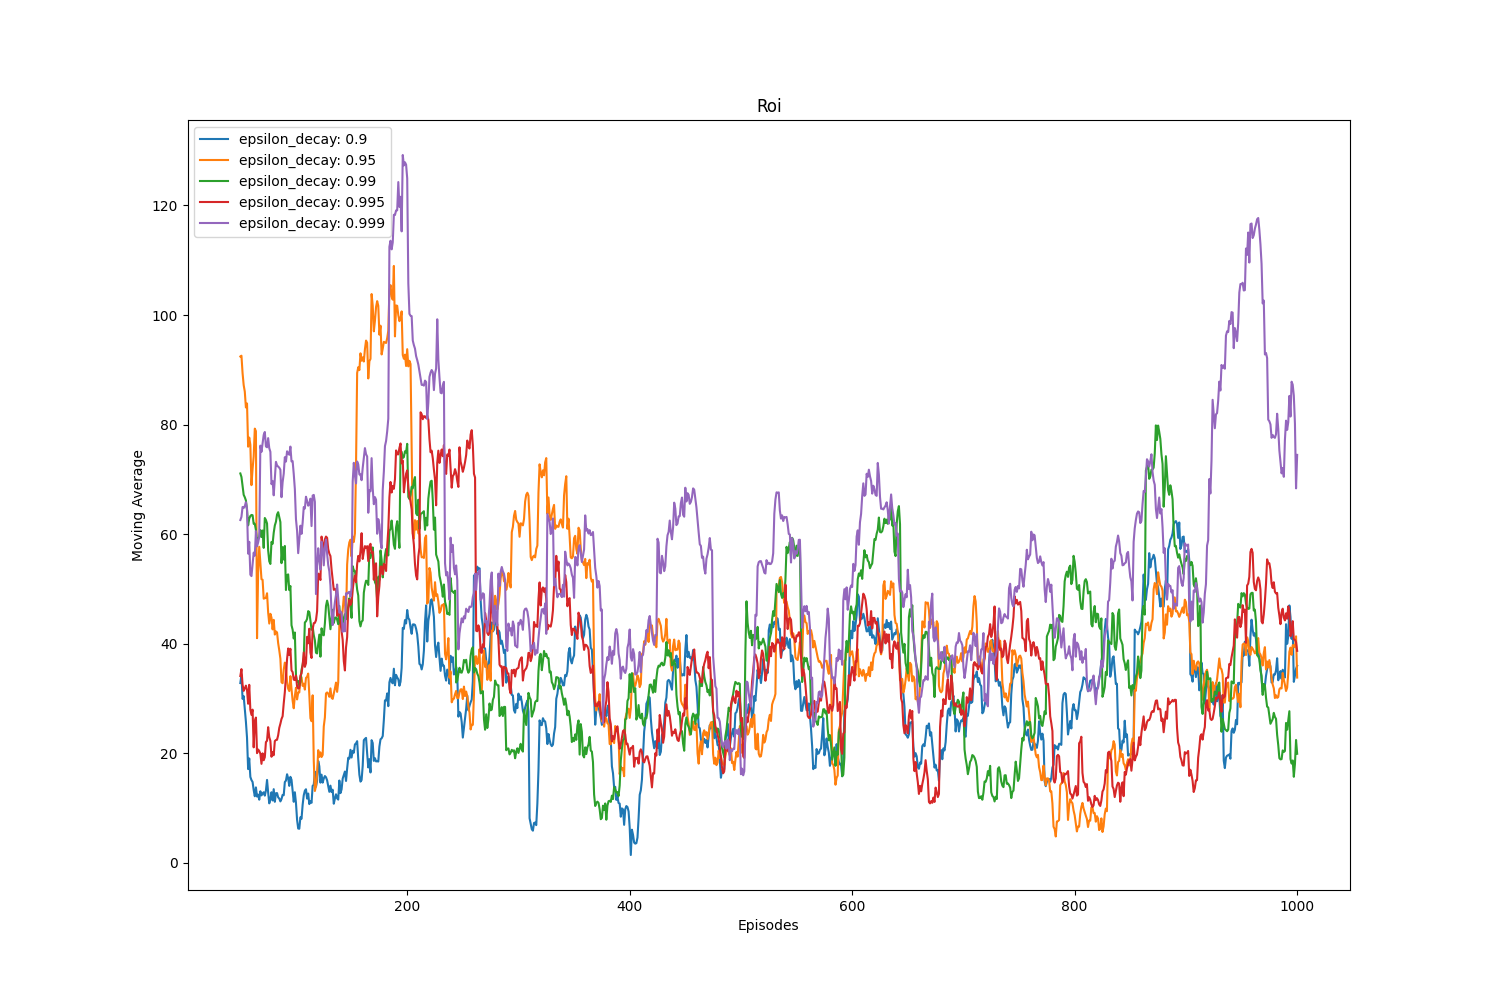 Roi
epsilon_decay: 0.9
epsilon_decay: 0.95
epsilon_decay: 0.99
epsilon_decay: 0.995
epsilon_decay: 0.999
Moving Average
120
100
80
60
40
20
0
200 400 600 800 1000
Episodes